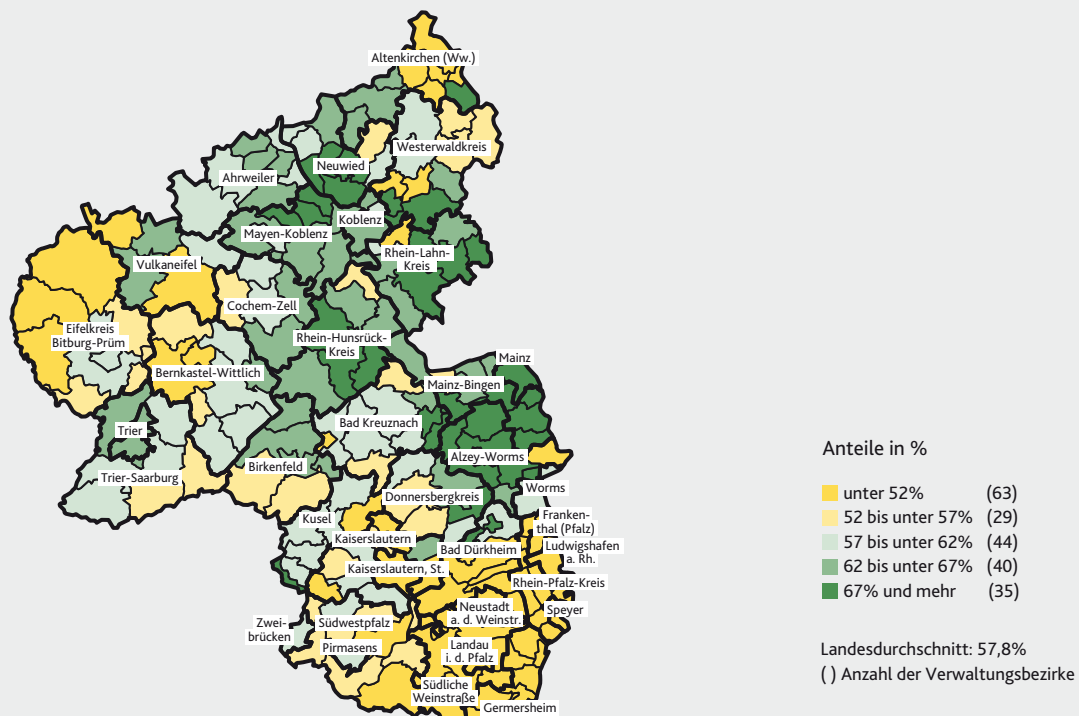 Altenkirchen (Ww.)
Westerwaldkreis
Neuwied
Ahrweiler
Koblenz
Mayen-Koblenz
Rhein-Lahn-
Kreis
Vulkaneifel
Cochem-Zell
Eifelkreis
Bitburg-Prüm
Rhein-Hunsrück-
Kreis
Mainz
Bernkastel-Wittlich
Mainz-Bingen
Bad Kreuznach
Trier
Alzey-Worms
Birkenfeld
Trier-Saarburg
Worms
Donnersbergkreis
Kusel
Franken-
thal (Pfalz)
Kaiserslautern
Bad Dürkheim
Ludwigshafen
a. Rh.
Kaiserslautern, St.
Rhein-Pfalz-Kreis
Neustadt
a. d. Weinstr.
Speyer
Zwei-
brücken
Südwestpfalz
Pirmasens
Landau
i. d. Pfalz
Südliche
Weinstraße
Germersheim
Anteile in %
unter 52% (63)
52 bis unter 57% (29)
57 bis unter 62% (44)
62 bis unter 67% (40)
67% und mehr (35)
Landesdurchschnitt: 57,8%
( ) Anzahl der Verwaltungsbezirke